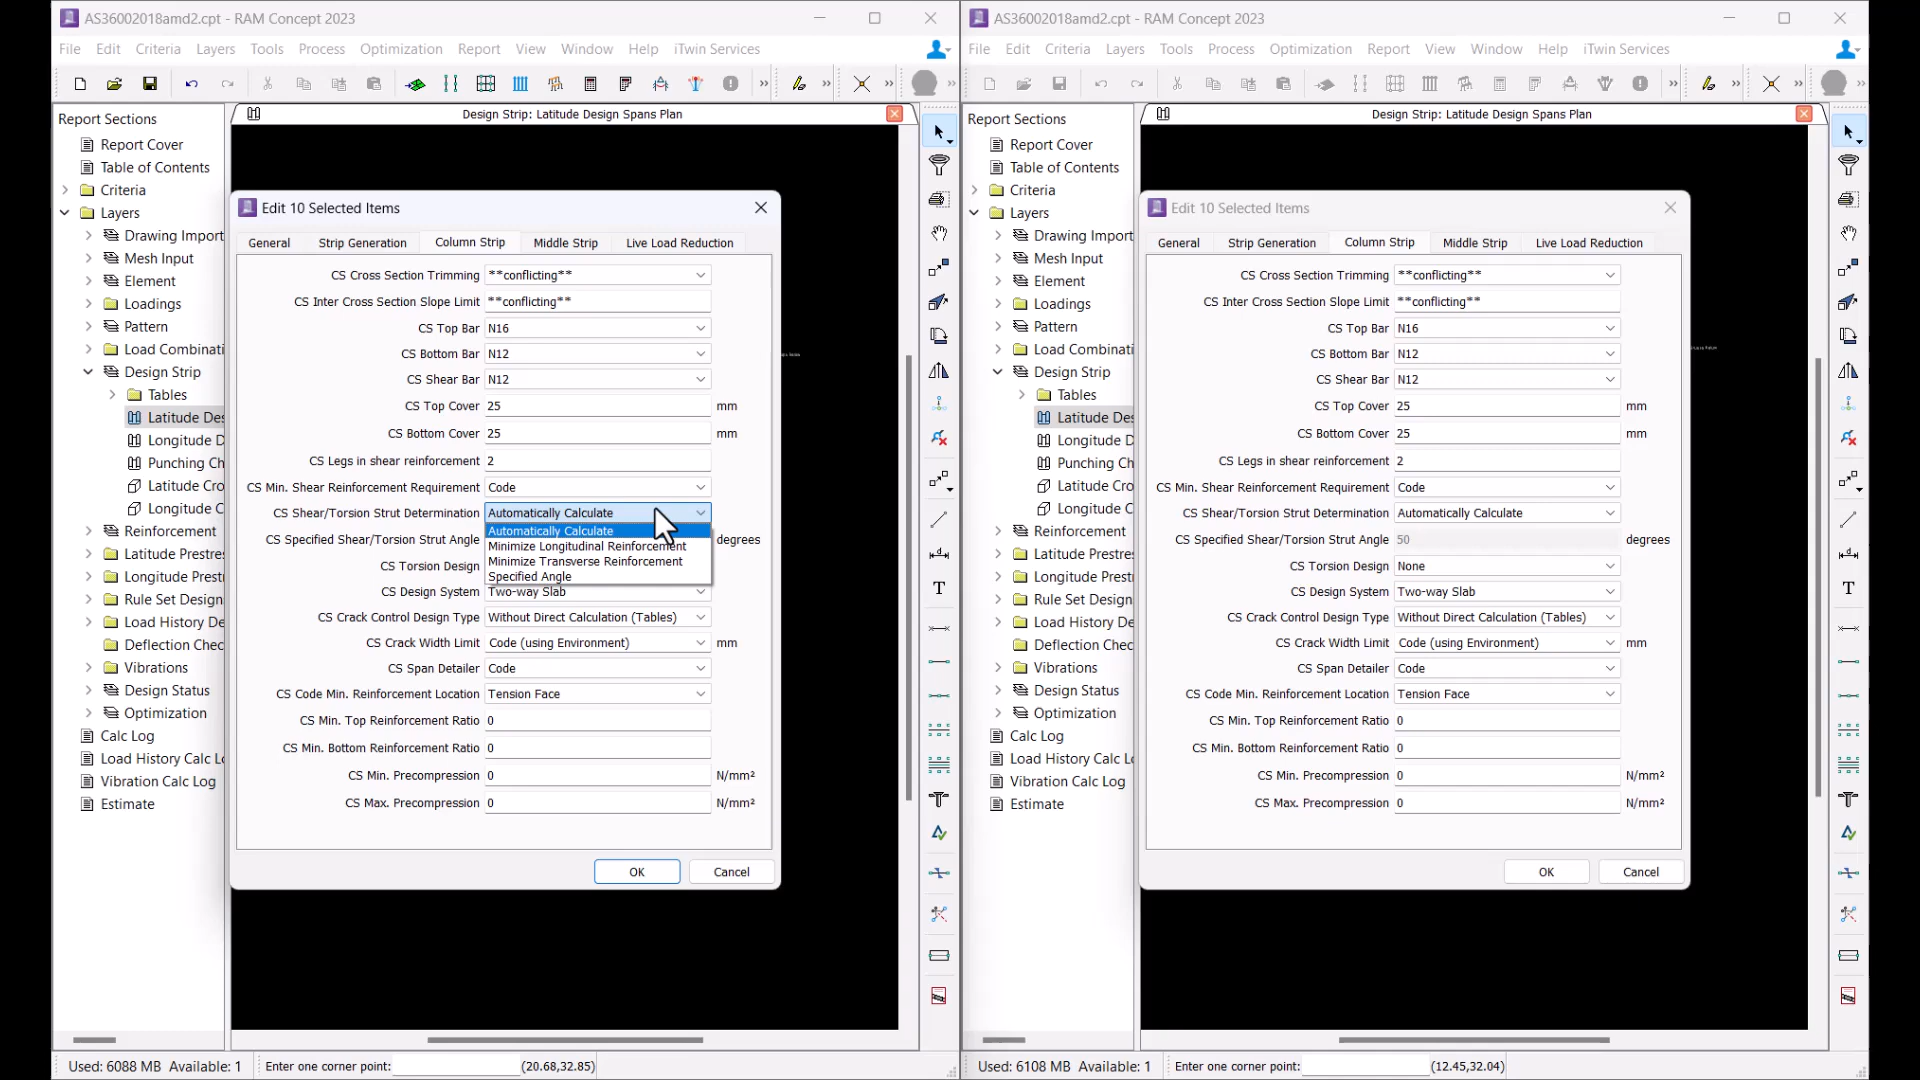 AS36002018amd2.cpt - RAM Concept 2023
File Edit Criteria Layers Tools Process Optimization Report View Window Help iTwin Services
Report Sections
Report Cover
Table of Contents
Criteria
Layers
Drawing Import
Mesh Input
Element
Loadings
Pattern
Load Combinati
Design Strip
Tables
Latitude Des
Longitude D
Punching Ch
Latitude Cro
Longitude C
Reinforcement
Latitude Prestres
Longitude Prest
Rule Set Design
Load History De
Deflection Chec
Vibrations
Design Status
Optimization
Calc Log
Load History Calc Lo
Vibration Calc Log
Estimate
Design Strip: Latitude Design Spans Plan
Edit 10 Selected Items
General Strip Generation Column Strip Middle Strip Live Load Reduction
CS Cross Section Trimming **conflicting**
CS Inter Cross Section Slope Limit **conflicting**
CS Top Bar N16
CS Bottom Bar N12
CS Shear Bar N12
CS Top Cover 25 mm
CS Bottom Cover 25 mm
CS Legs in shear reinforcement 2
CS Min. Shear Reinforcement Requirement Code
CS Shear/Torsion Strut Determination Automatically Calculate
Automatically Calculate
CS Specified Shear/Torsion Strut Angle degrees
Minimize Longitudinal Reinforcement
Minimize Transverse Reinforcement
CS Torsion Design
Specified Angle
CS Design System Two-way Slab
CS Crack Control Design Type Without Direct Calculation (Tables)
CS Crack Width Limit Code (using Environment) mm
CS Span Detailer Code
CS Code Min. Reinforcement Location Tension Face
CS Min. Top Reinforcement Ratio 0
CS Min. Bottom Reinforcement Ratio 0
CS Min. Precompression 0 N/mm²
CS Max. Precompression 0 N/mm²
OK Cancel
T
Used: 6088 MB Available: 1 Enter one corner point: (20.68,32.85)
AS36002018amd2.cpt - RAM Concept 2023
File Edit Criteria Layers Tools Process Optimization Report View Window Help iTwin Services
Report Sections
Report Cover
Table of Contents
Criteria
Layers
Drawing Import
Mesh Input
Element
Loadings
Pattern
Load Combinati
Design Strip
Tables
Latitude Des
Longitude D
Punching Ch
Latitude Cro
Longitude C
Reinforcement
Latitude Prestres
Longitude Prest
Rule Set Design
Load History De
Deflection Chec
Vibrations
Design Status
Optimization
Calc Log
Load History Calc Lo
Vibration Calc Log
Estimate
Design Strip: Latitude Design Spans Plan
Edit 10 Selected Items
General Strip Generation Column Strip Middle Strip Live Load Reduction
CS Cross Section Trimming **conflicting**
CS Inter Cross Section Slope Limit **conflicting**
CS Top Bar N16
CS Bottom Bar N12
CS Shear Bar N12
CS Top Cover 25 mm
CS Bottom Cover 25 mm
CS Legs in shear reinforcement 2
CS Min. Shear Reinforcement Requirement Code
CS Shear/Torsion Strut Determination Automatically Calculate
CS Specified Shear/Torsion Strut Angle 50 degrees
CS Torsion Design None
CS Design System Two-way Slab
CS Crack Control Design Type Without Direct Calculation (Tables)
CS Crack Width Limit Code (using Environment) mm
CS Span Detailer Code
CS Code Min. Reinforcement Location Tension Face
CS Min. Top Reinforcement Ratio 0
CS Min. Bottom Reinforcement Ratio 0
CS Min. Precompression 0 N/mm²
CS Max. Precompression 0 N/mm²
OK Cancel
T
Used: 6108 MB Available: 1 Enter one corner point: (12.45,32.04)